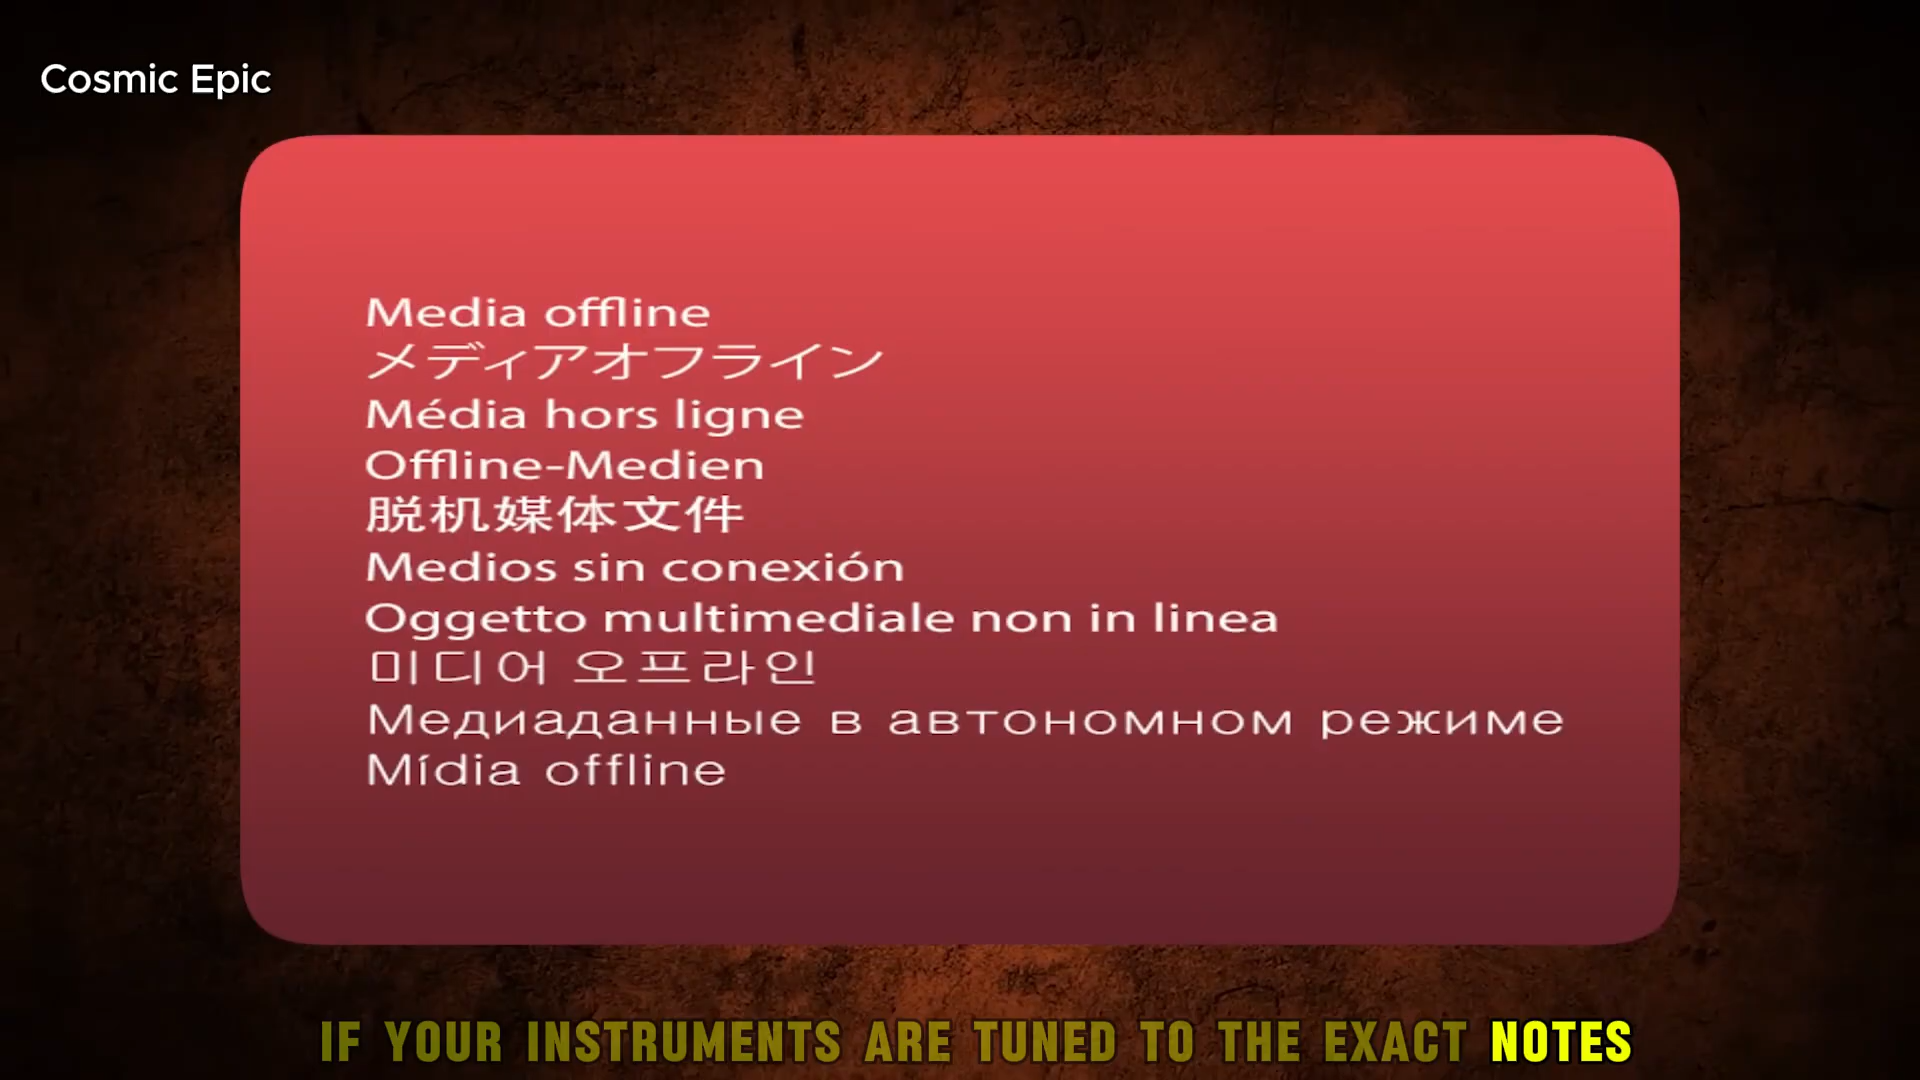 Cosmic Epic
Media offline
メディアオフライン
Média hors ligne
Offline-Medien
脱机媒体文件
Medios sin conexión
Oggetto multimediale non in linea
미디어 오프라인
Медиаданные в автономном режиме
Mídia offline
IF YOUR INSTRUMENTS ARE TUNED TO THE EXACT NOTES